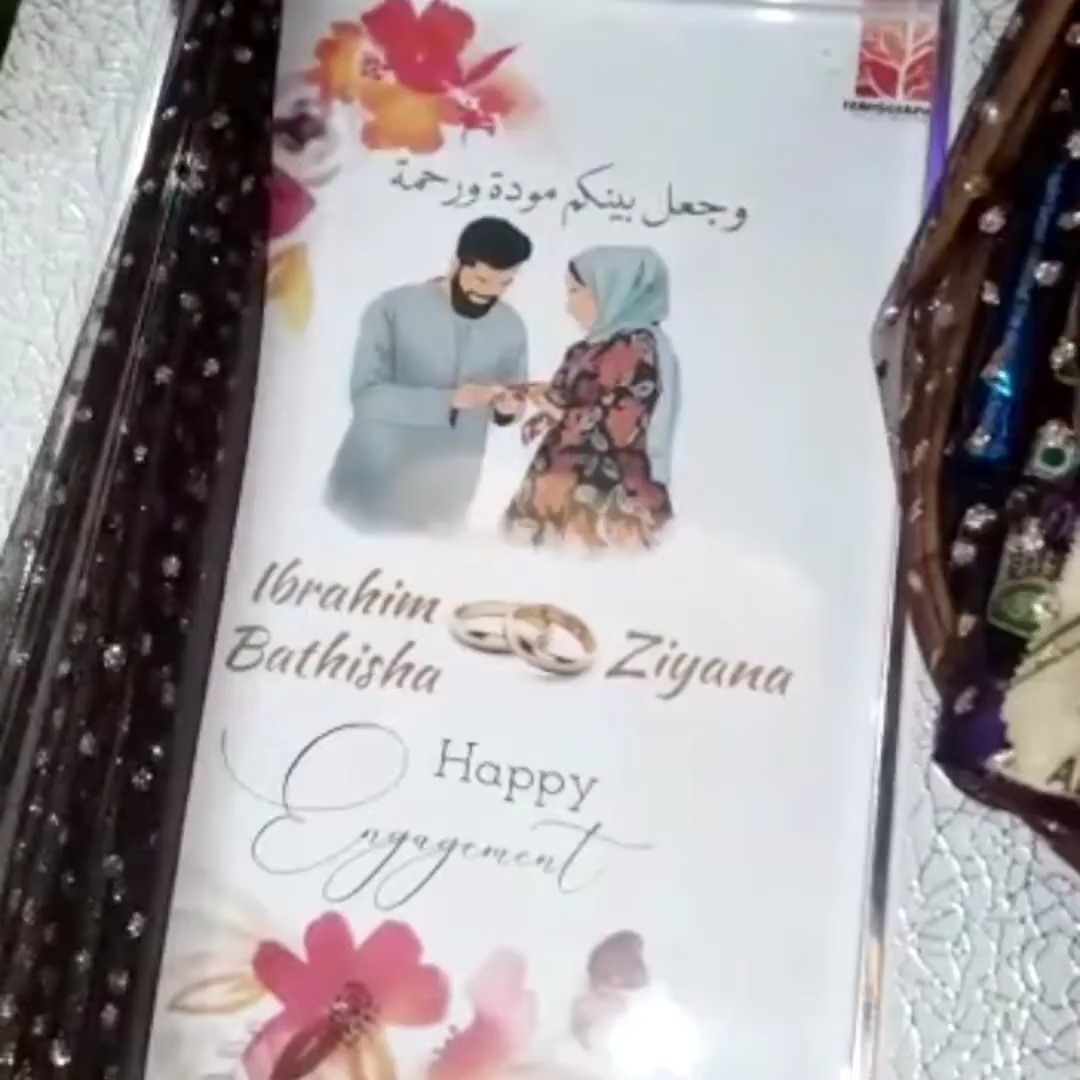 وجعل بينكم مودة ورحمة
Ibrahim
Bathisha
Ziyana
Happy
Engagement